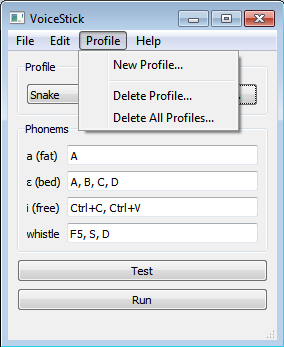 VoiceStick
File Edit Profile Help
New Profile...
Delete Profile...
Delete All Profiles...
Profile
Snake
Phonems
a (fat) A
ε (bed) A, B, C, D
i (free) Ctrl+C, Ctrl+V
whistle F5, S, D
Test
Run